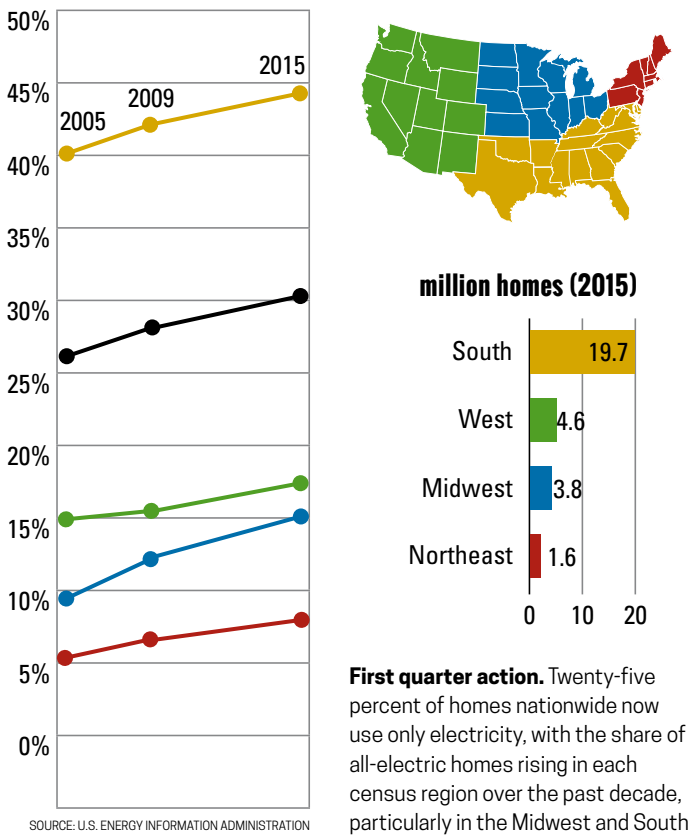 50%
2015
45%
2009
2005
40%
35%
30%
25%
20%
15%
10%
5%
0%
SOURCE: U.S. ENERGY INFORMATION ADMINISTRATION
million homes (2015)
South 19.7
West 4.6
Midwest 3.8
Northeast 1.6
0 10 20
First quarter action. Twenty-five
percent of homes nationwide now
use only electricity, with the share of
all-electric homes rising in each
census region over the past decade,
particularly in the Midwest and South